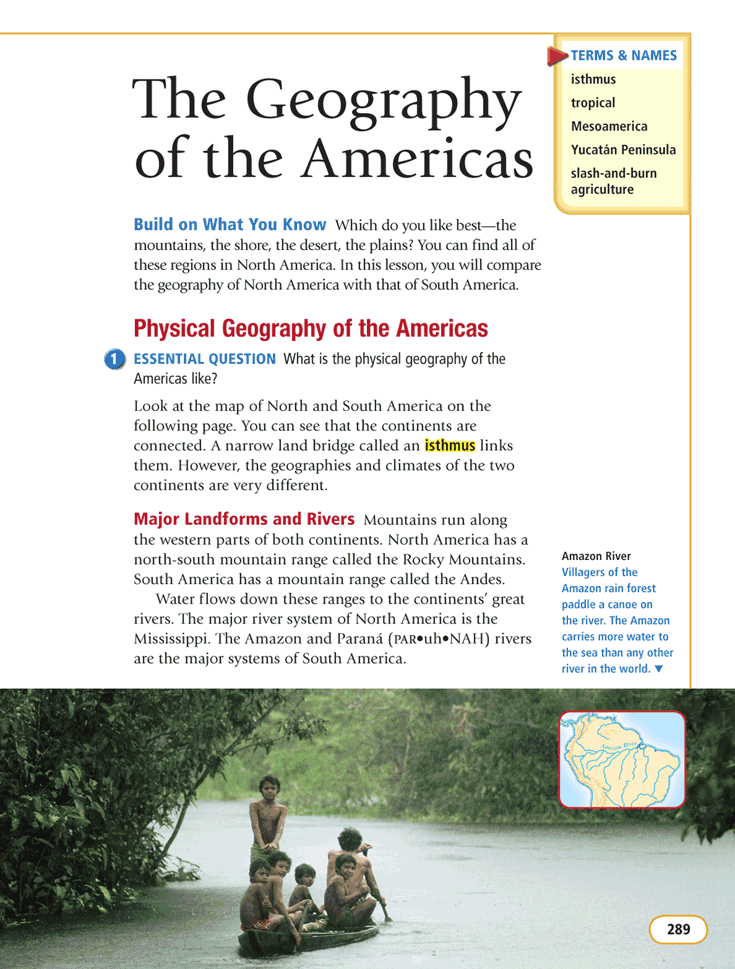 The Geography
of the Americas
TERMS & NAMES
isthmus
tropical
Mesoamerica
Yucatán Peninsula
slash-and-burn
agriculture
Build on What You Know Which do you like best—the
mountains, the shore, the desert, the plains? You can find all of
these regions in North America. In this lesson, you will compare
the geography of North America with that of South America.
Physical Geography of the Americas
1 ESSENTIAL QUESTION What is the physical geography of the
Americas like?
Look at the map of North and South America on the
following page. You can see that the continents are
connected. A narrow land bridge called an isthmus links
them. However, the geographies and climates of the two
continents are very different.
Major Landforms and Rivers Mountains run along
the western parts of both continents. North America has a
north-south mountain range called the Rocky Mountains.
South America has a mountain range called the Andes.
Water flows down these ranges to the continents' great
rivers. The major river system of North America is the
Mississippi. The Amazon and Paraná (PAR•uh•NAH) rivers
are the major systems of South America.
Amazon River
Villagers of the
Amazon rain forest
paddle a canoe on
the river. The Amazon
carries more water to
the sea than any other
river in the world. ▼
AMAZON RIVER
289